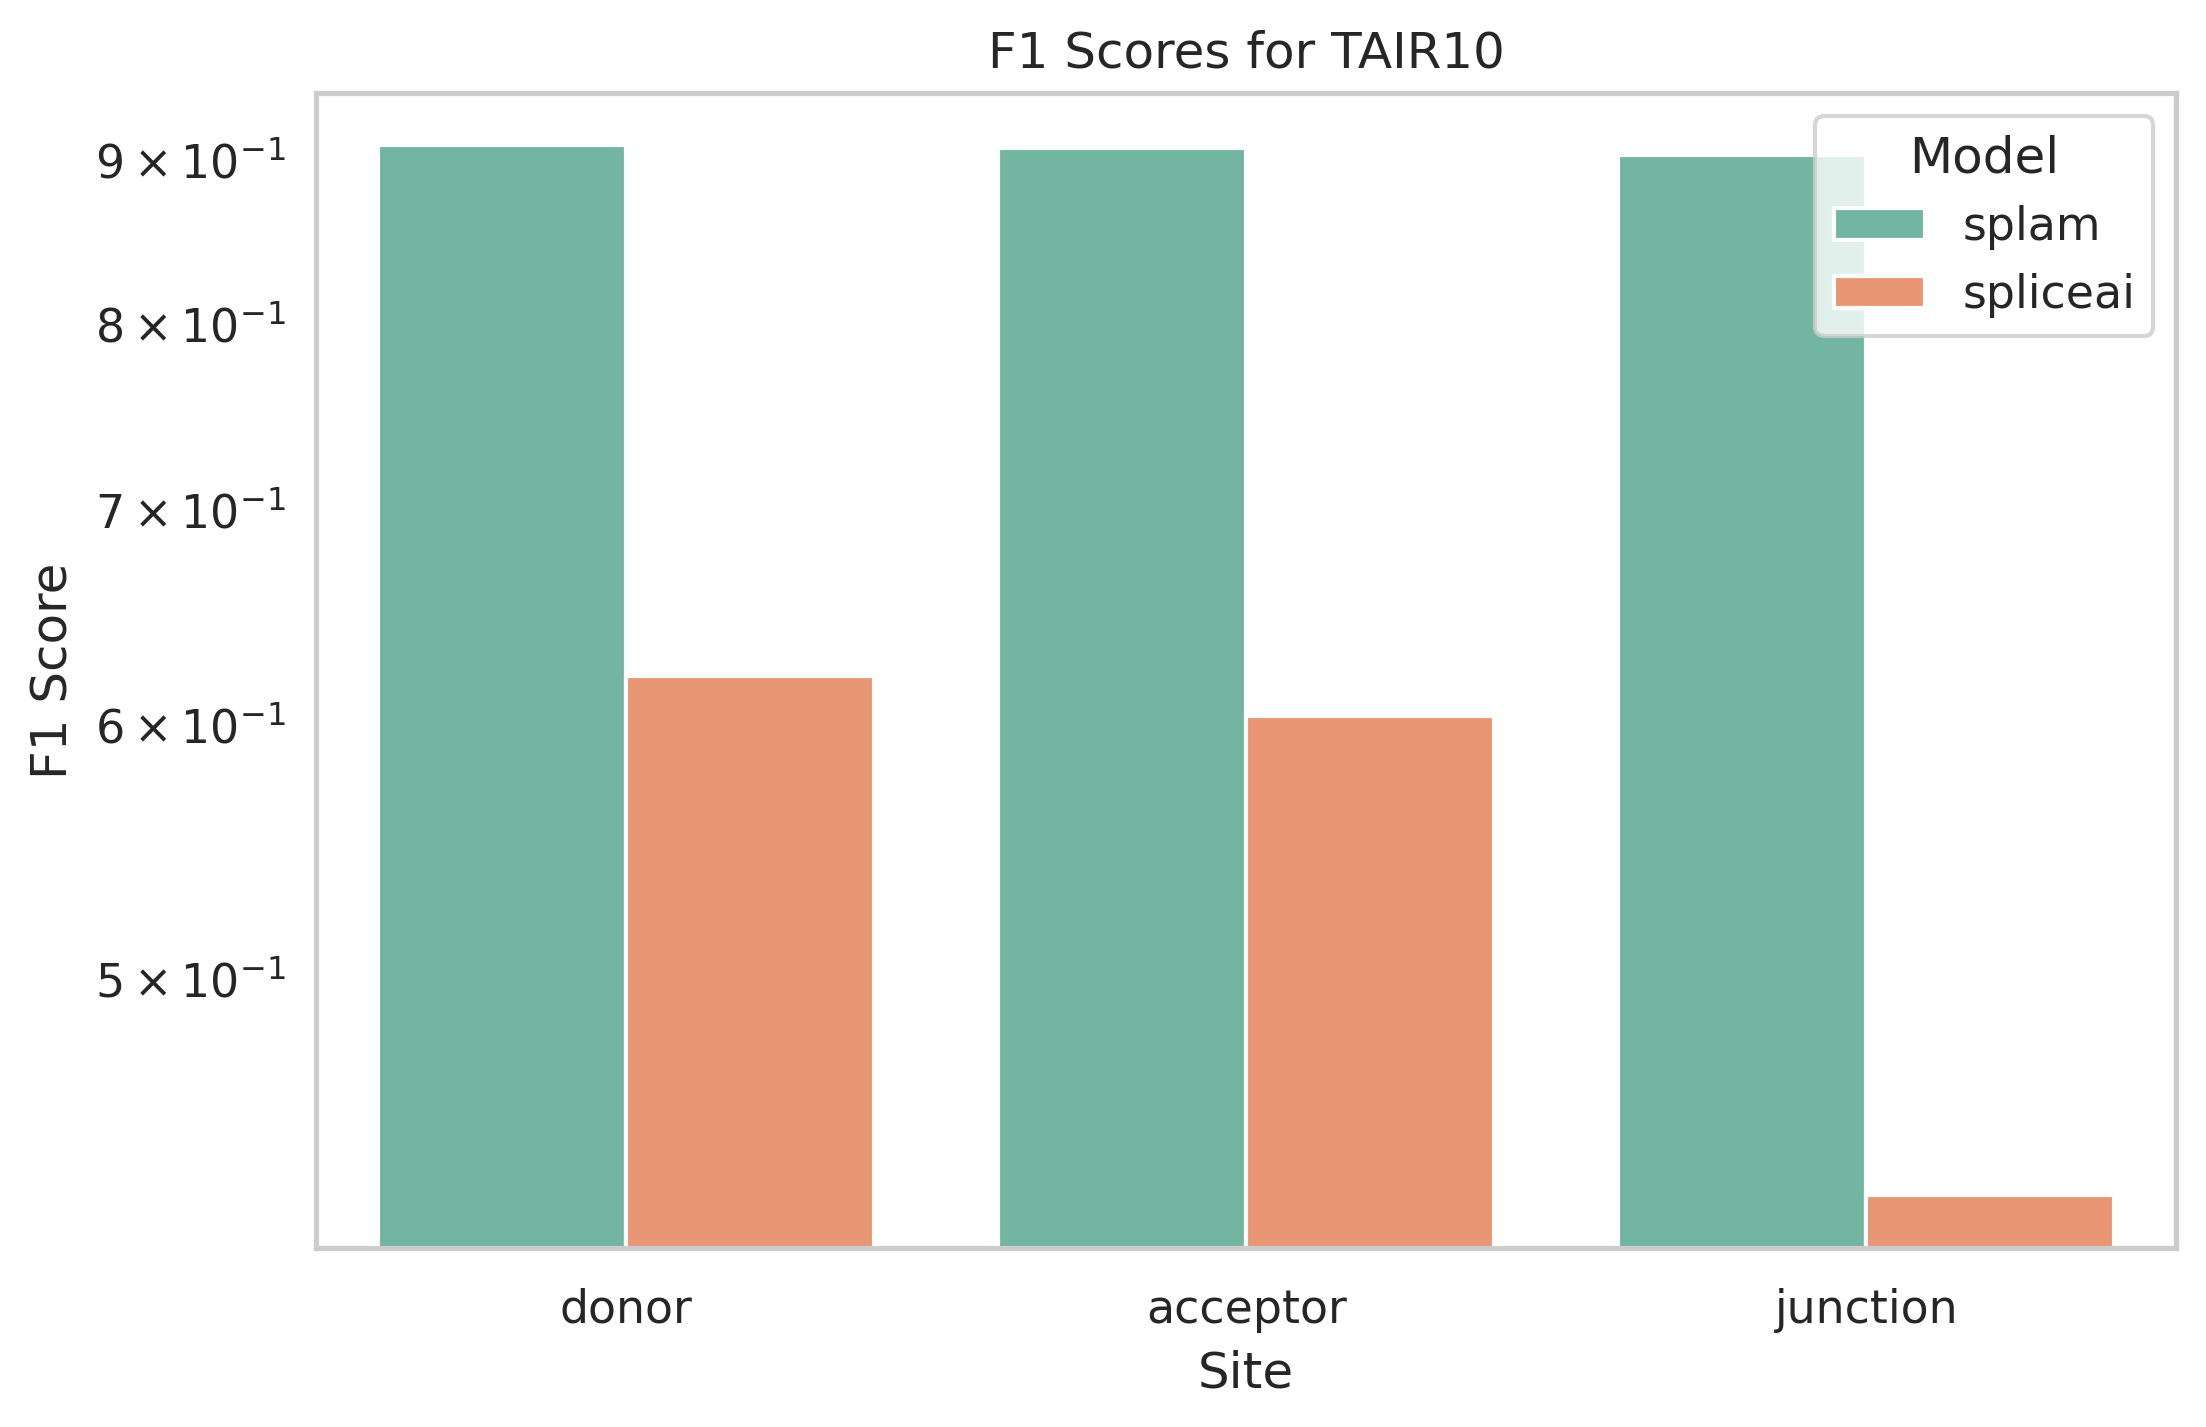 F1 Scores for TAIR10
9 × 10⁻¹
8 × 10⁻¹
7 × 10⁻¹
6 × 10⁻¹
5 × 10⁻¹
F1 Score
Model
splam
spliceai
donor
acceptor
junction
Site